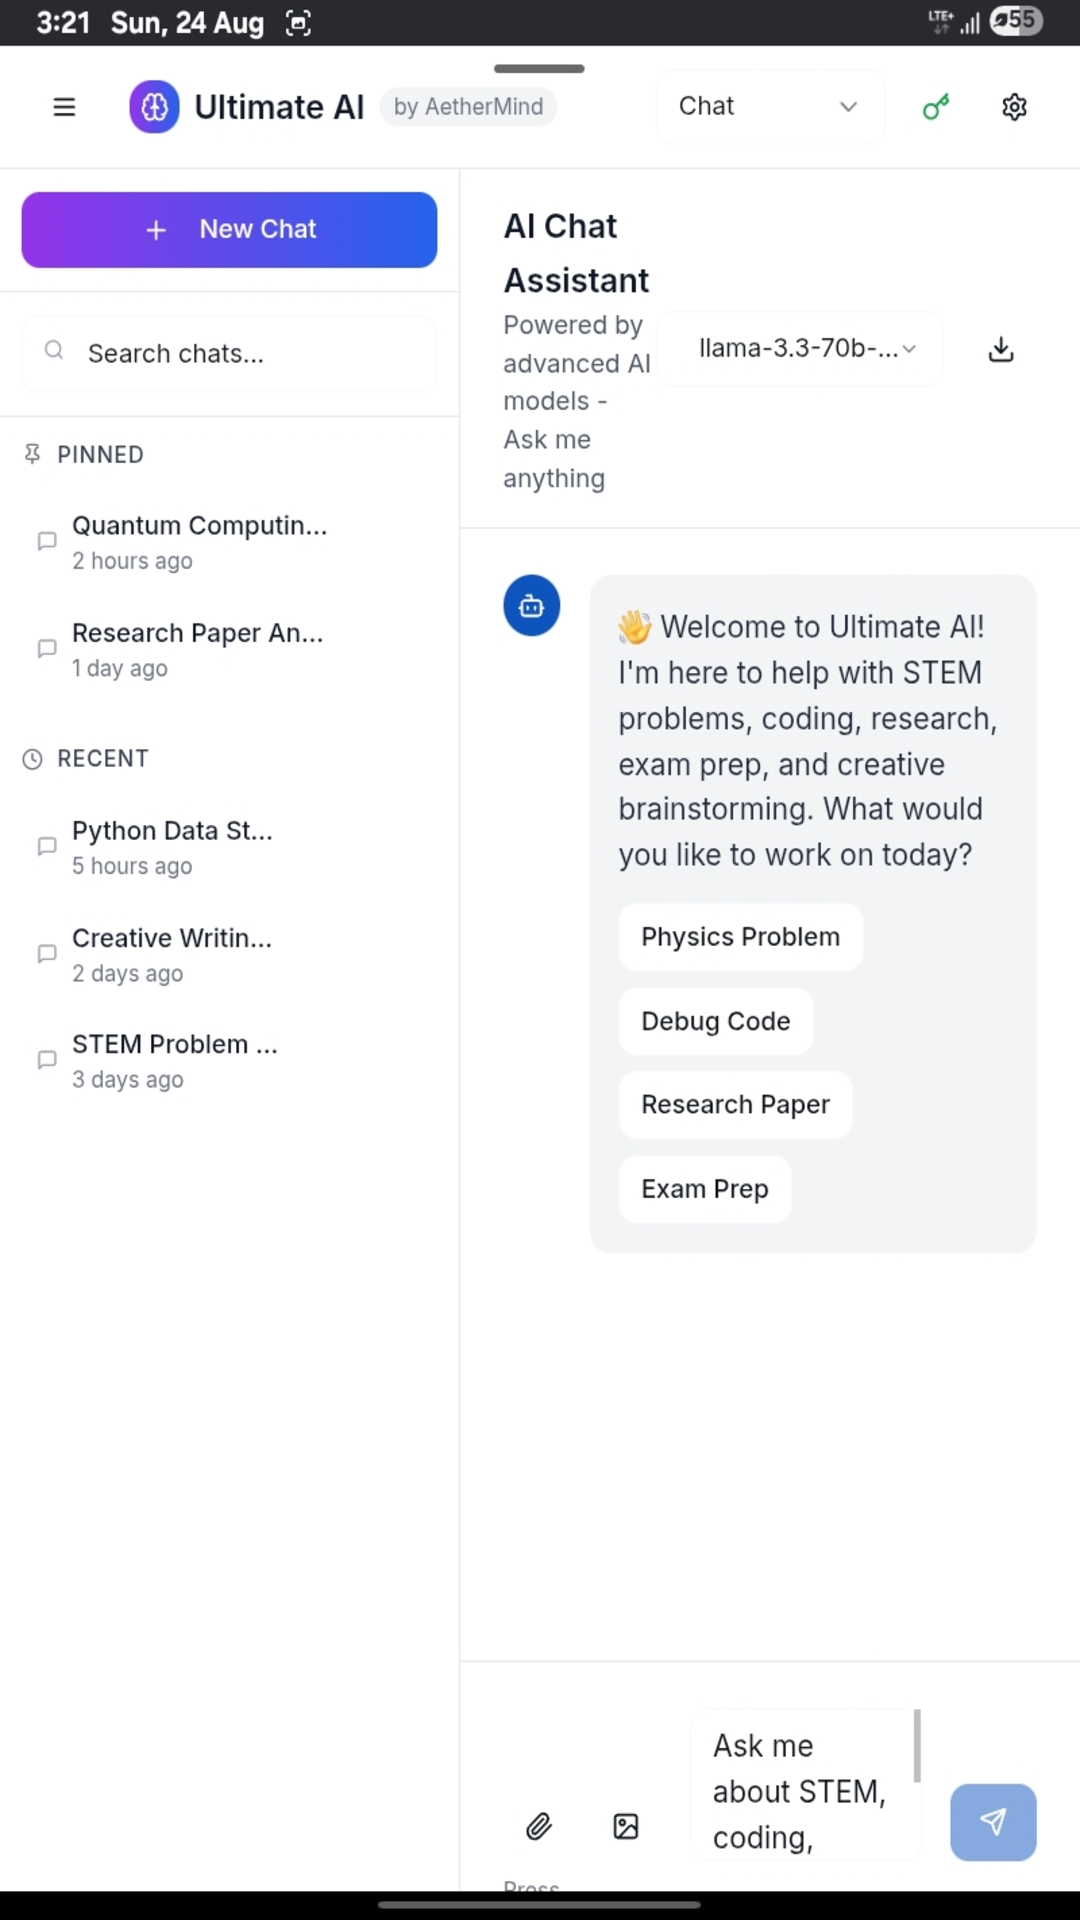 3:21 Sun, 24 Aug
LTE+ 55
Ultimate AI by AetherMind Chat
New Chat
Search chats...
PINNED
Quantum Computin...
2 hours ago
Research Paper An...
1 day ago
RECENT
Python Data St...
5 hours ago
Creative Writin...
2 days ago
STEM Problem ...
3 days ago
AI Chat
Assistant
Powered by
advanced AI
models -
Ask me
anything
llama-3.3-70b-...
👋 Welcome to Ultimate AI!
I'm here to help with STEM
problems, coding, research,
exam prep, and creative
brainstorming. What would
you like to work on today?
Physics Problem
Debug Code
Research Paper
Exam Prep
Ask me
about STEM,
coding,
Press